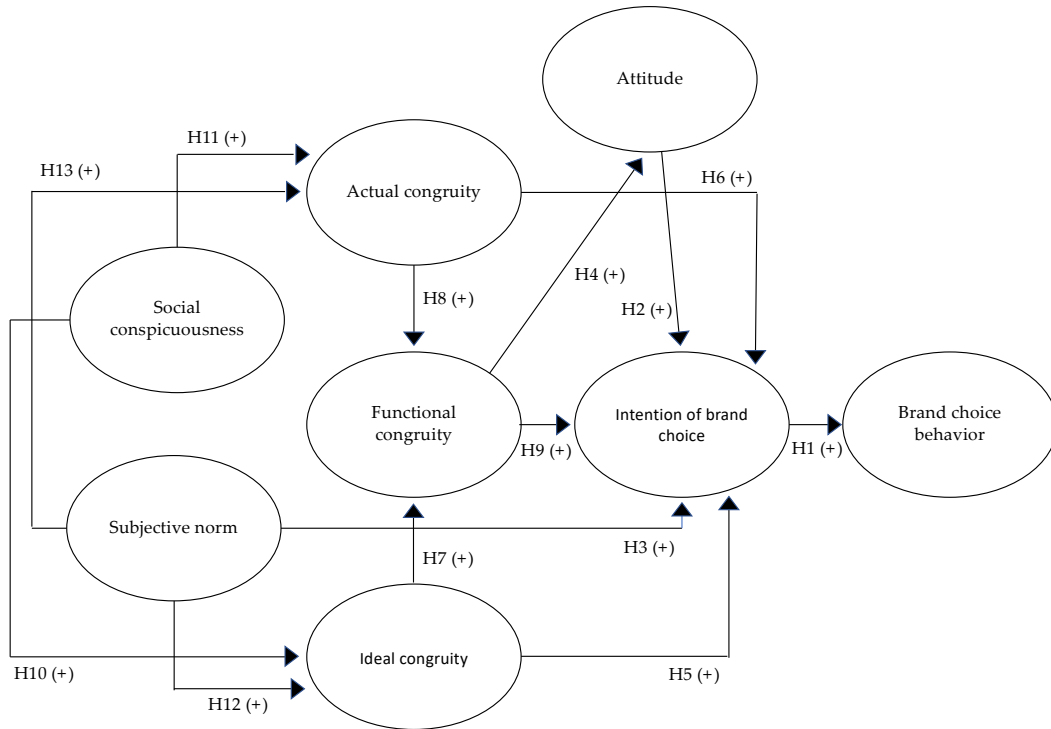 Attitude
H11 (+)
H13 (+)
Actual congruity
H6 (+)
H4 (+)
H8 (+)
Social
conspicuousness
H2 (+)
Functional
congruity
Intention of brand
choice
Brand choice
behavior
H9 (+)
H1 (+)
Subjective norm
H3 (+)
H7 (+)
Ideal congruity
H10 (+)
H5 (+)
H12 (+)